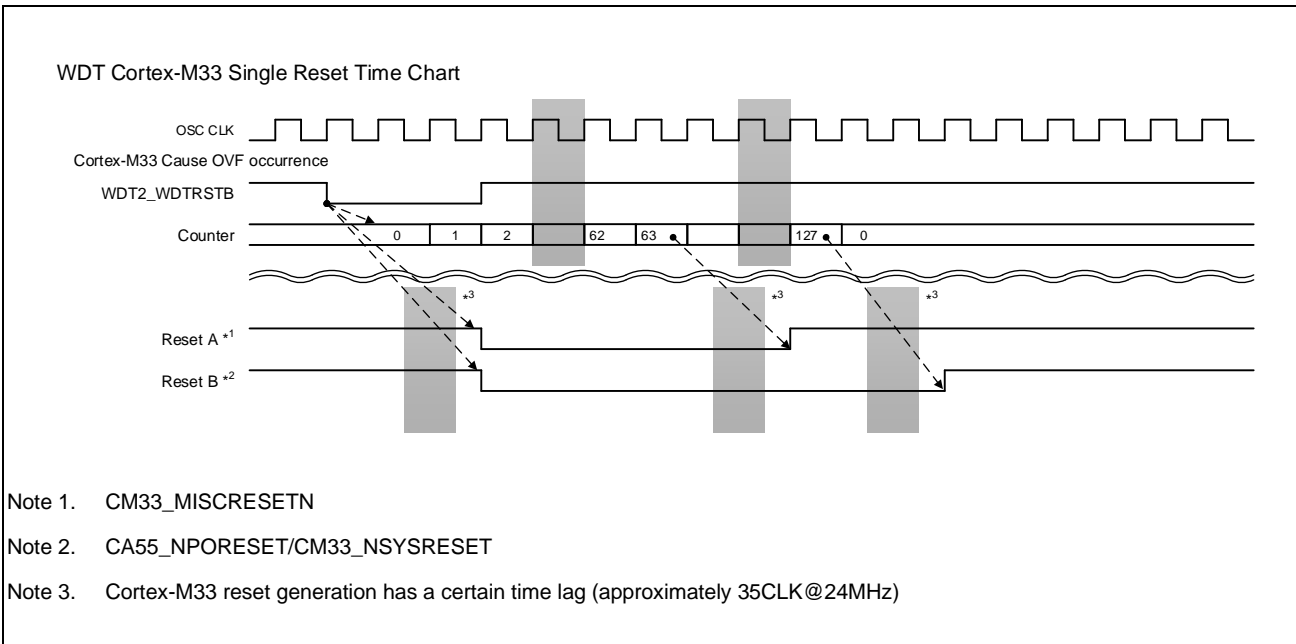 WDT Cortex-M33 Single Reset Time Chart
OSC CLK
Cortex-M33 Cause OVF occurrence
WDT2_WDTRSTB
Counter 0 1 2 62 63 127 0
*3 *3 *3
Reset A *1
Reset B *2
Note 1. CM33_MISCRESETN
Note 2. CA55_NPORESET/CM33_NSYSRESET
Note 3. Cortex-M33 reset generation has a certain time lag (approximately 35CLK@24MHz)